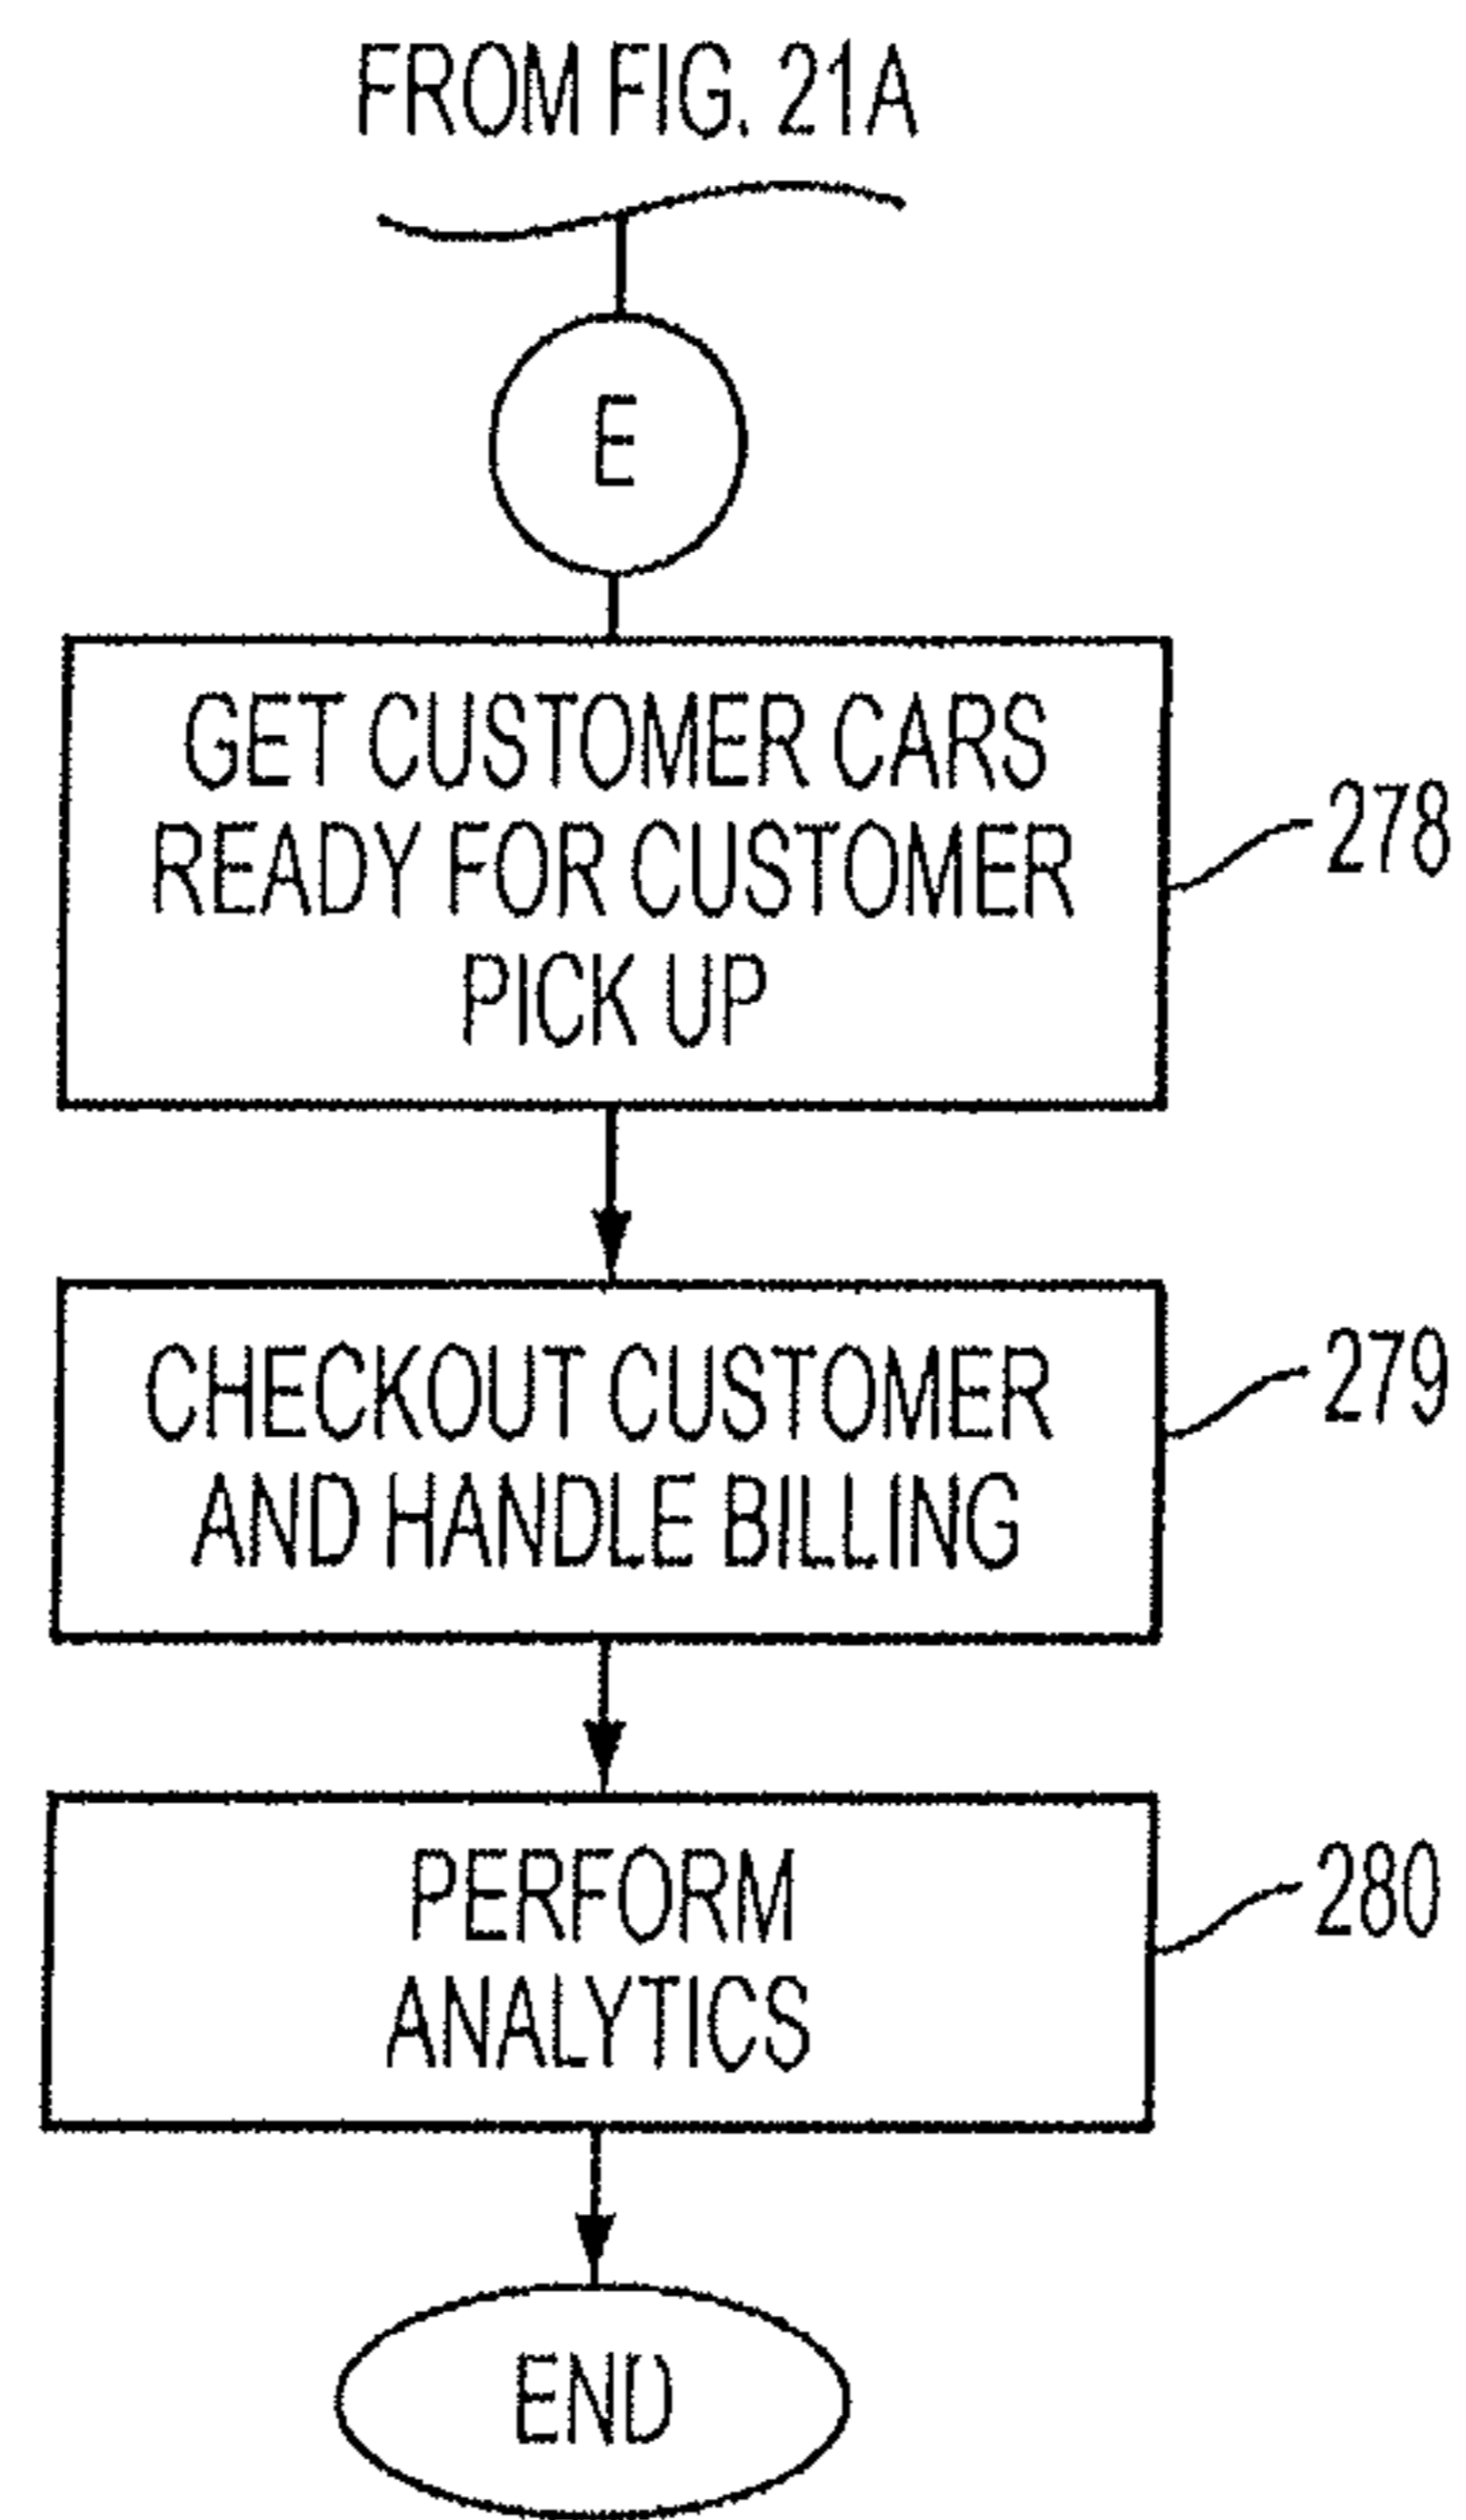 FROM FIG. 21A
E
GET CUSTOMER CARS
READY FOR CUSTOMER
PICK UP
278
CHECKOUT CUSTOMER
AND HANDLE BILLING
279
PERFORM
ANALYTICS
280
END